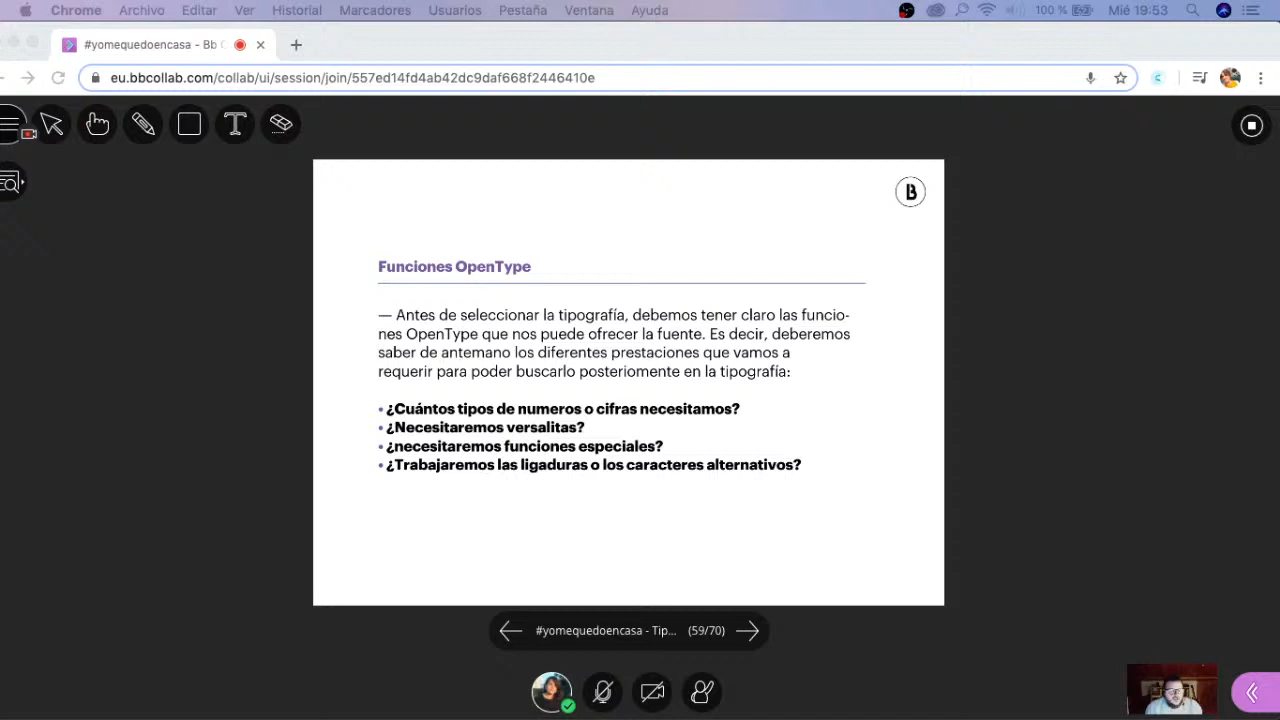 Chrome Archivo Editar Ver Historial Marcadores Usuarios Pestaña Ventana Ayuda 100 % Mié 19:53
#yomequedoencasa - Bb
eu.bbcollab.com/collab/ui/session/join/557ed14fd4ab42dc9daf668f2446410e
T
B
Funciones OpenType
— Antes de seleccionar la tipografía, debemos tener claro las funcio-
nes OpenType que nos puede ofrecer la fuente. Es decir, deberemos
saber de antemano los diferentes prestaciones que vamos a
requerir para poder buscarlo posteriomente en la tipografía:
• ¿Cuántos tipos de numeros o cifras necesitamos?
• ¿Necesitaremos versalitas?
• ¿necesitaremos funciones especiales?
• ¿Trabajaremos las ligaduras o los caracteres alternativos?
#yomequedoencasa - Tip... (59/70)